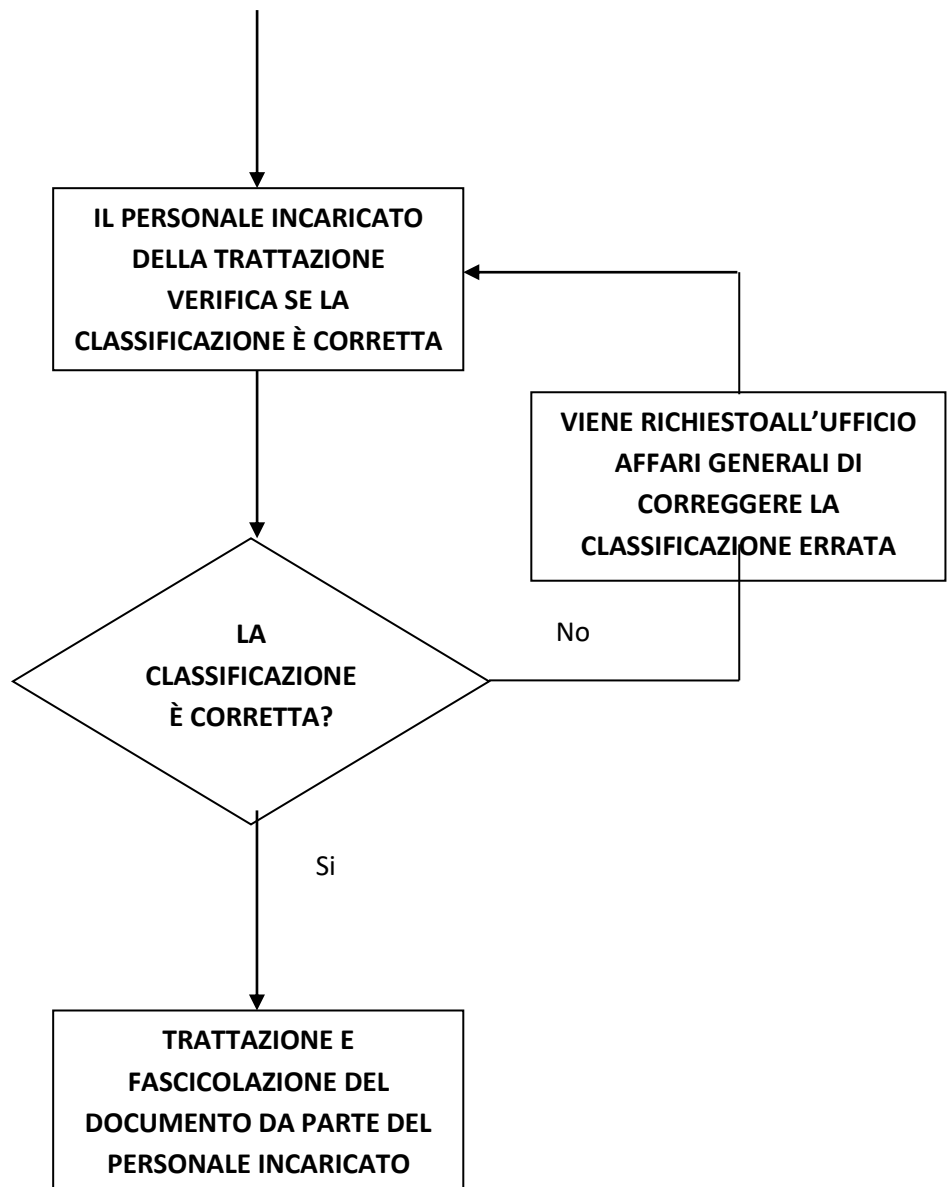 IL PERSONALE INCARICATO
DELLA TRATTAZIONE
VERIFICA SE LA
CLASSIFICAZIONE È CORRETTA
VIENE RICHIESTOALL’UFFICIO
AFFARI GENERALI DI
CORREGGERE LA
CLASSIFICAZIONE ERRATA
No
LA
CLASSIFICAZIONE
È CORRETTA?
Si
TRATTAZIONE E
FASCICOLAZIONE DEL
DOCUMENTO DA PARTE DEL
PERSONALE INCARICATO